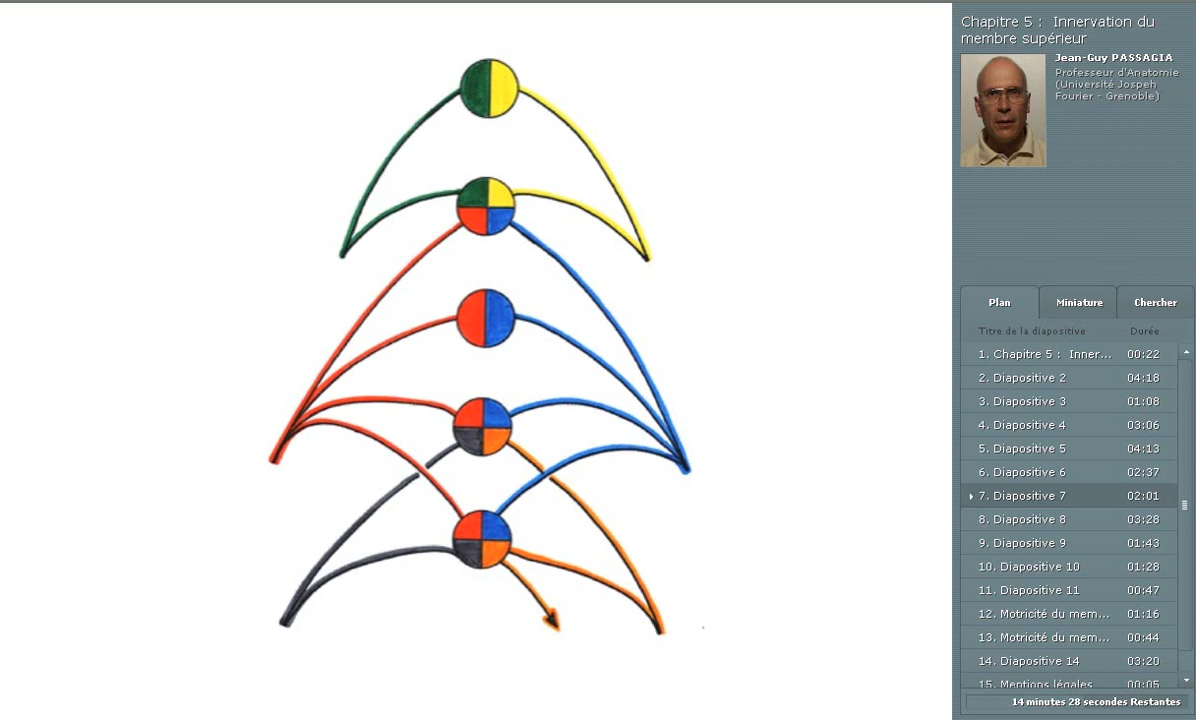 Chapitre 5 :  Innervation du
membre supérieur
Jean-Guy PASSAGIA
Professeur d'Anatomie
(Université Jospeh
Fourier - Grenoble)
Plan Miniature Chercher
Titre de la diapositive Durée
1. Chapitre 5 :  Inner... 00:22
2. Diapositive 2 04:18
3. Diapositive 3 01:08
4. Diapositive 4 03:06
5. Diapositive 5 04:13
6. Diapositive 6 02:37
7. Diapositive 7 02:01
8. Diapositive 8 03:28
9. Diapositive 9 01:43
10. Diapositive 10 01:28
11. Diapositive 11 00:47
12. Motricité du mem... 01:16
13. Motricité du mem... 00:44
14. Diapositive 14 03:20
15. Mentions légales 00:05
14 minutes 28 secondes Restantes